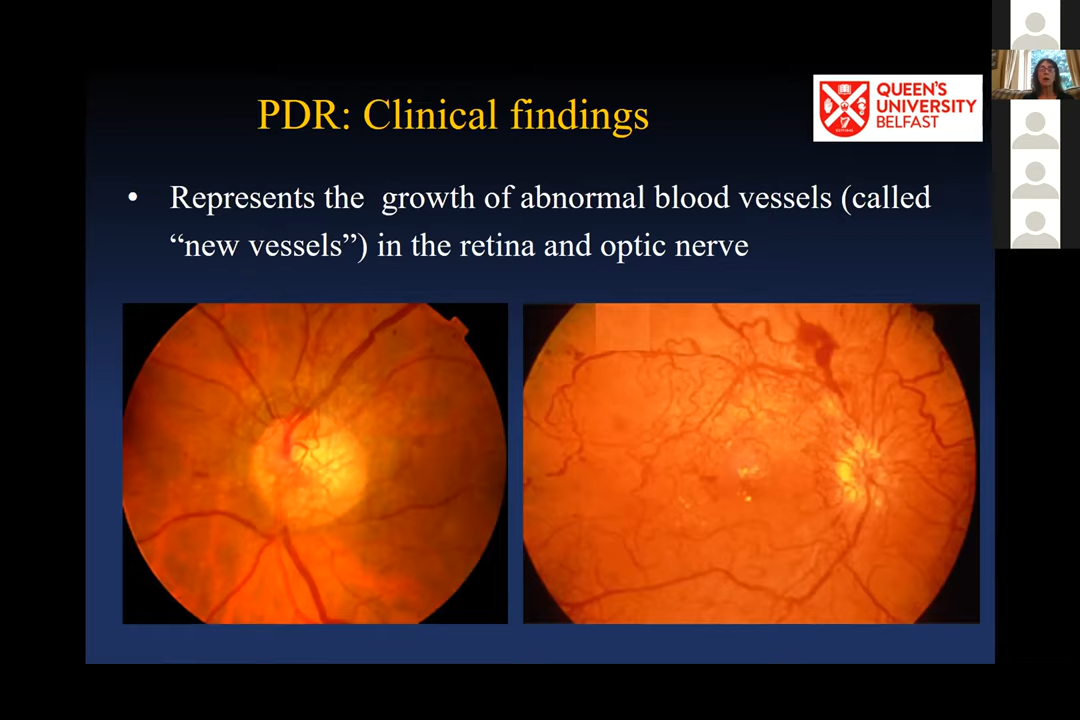 PDR: Clinical findings
QUEEN'S
UNIVERSITY
BELFAST
• Represents the growth of abnormal blood vessels (called
“new vessels”) in the retina and optic nerve